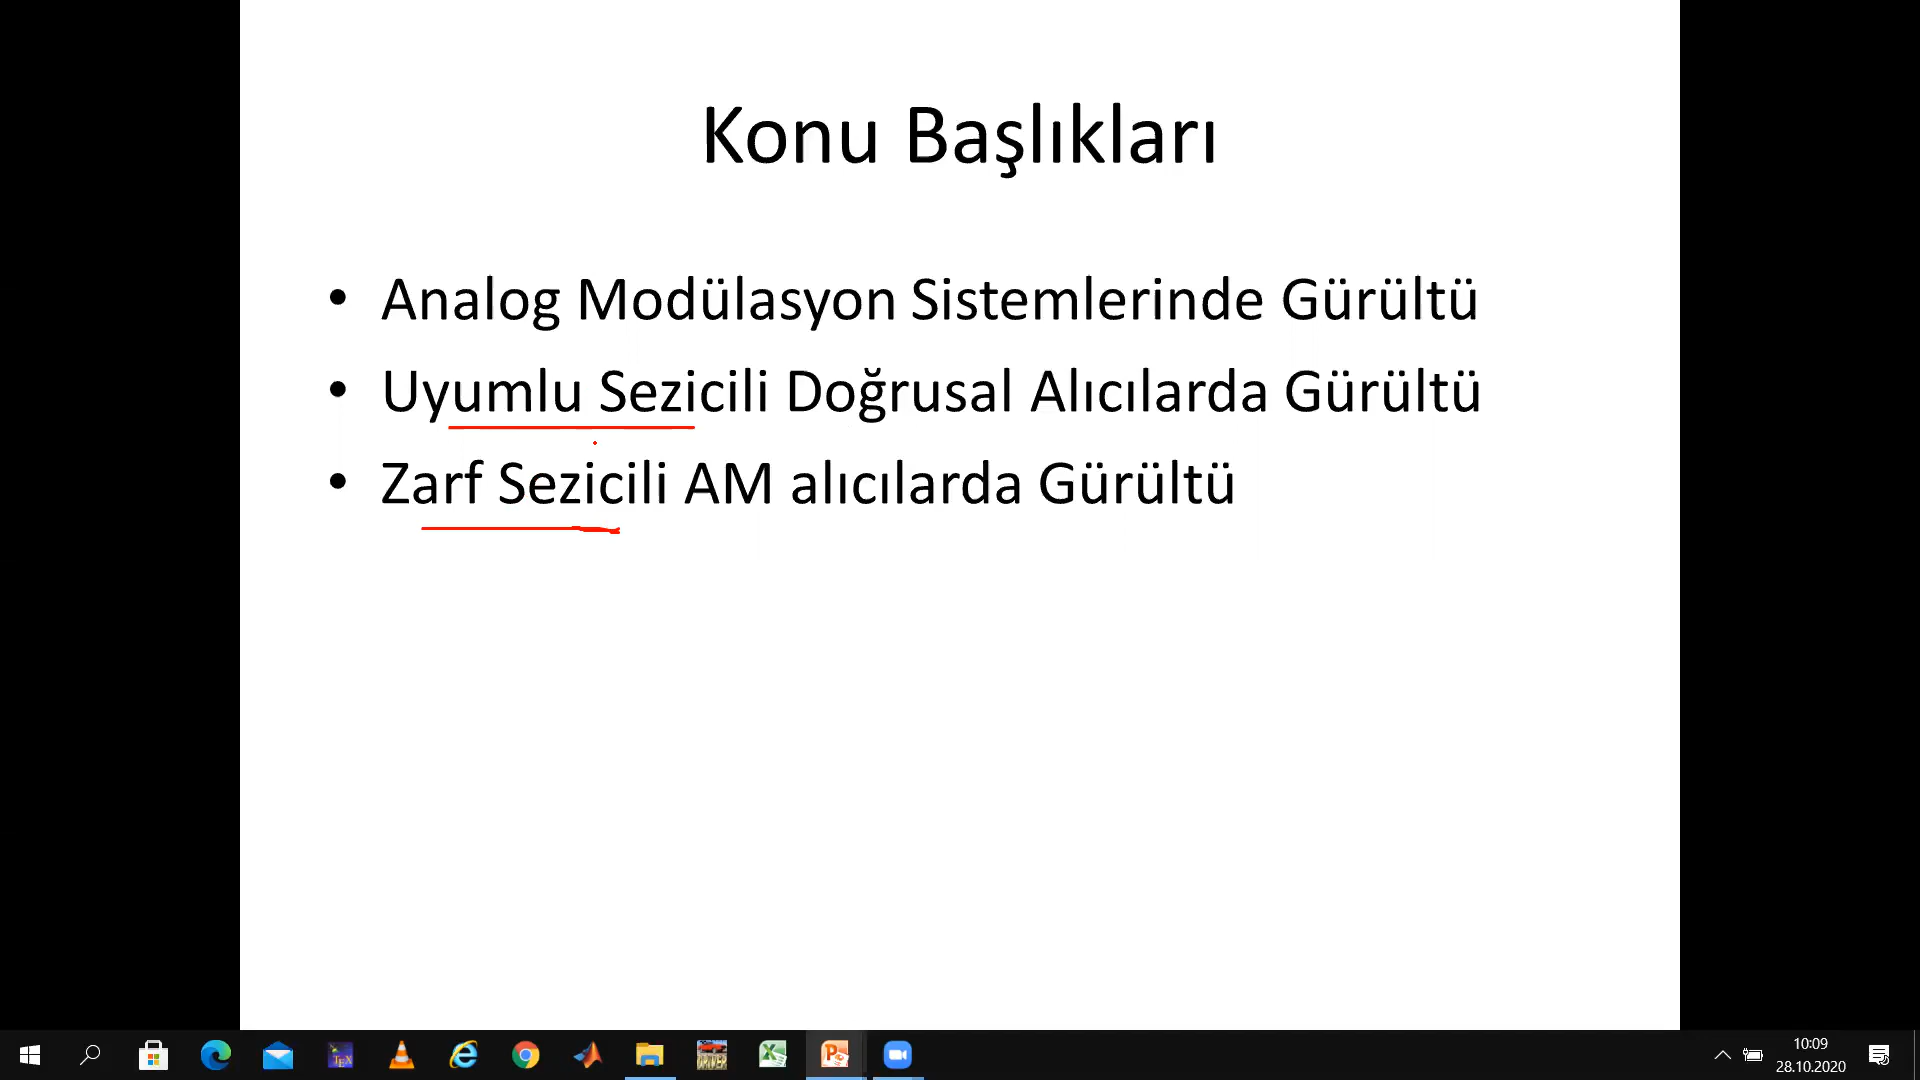 Konu Başlıkları
• Analog Modülasyon Sistemlerinde Gürültü
• Uyumlu Sezicili Doğrusal Alıcılarda Gürültü
• Zarf Sezicili AM alıcılarda Gürültü
10:09
28.10.2020